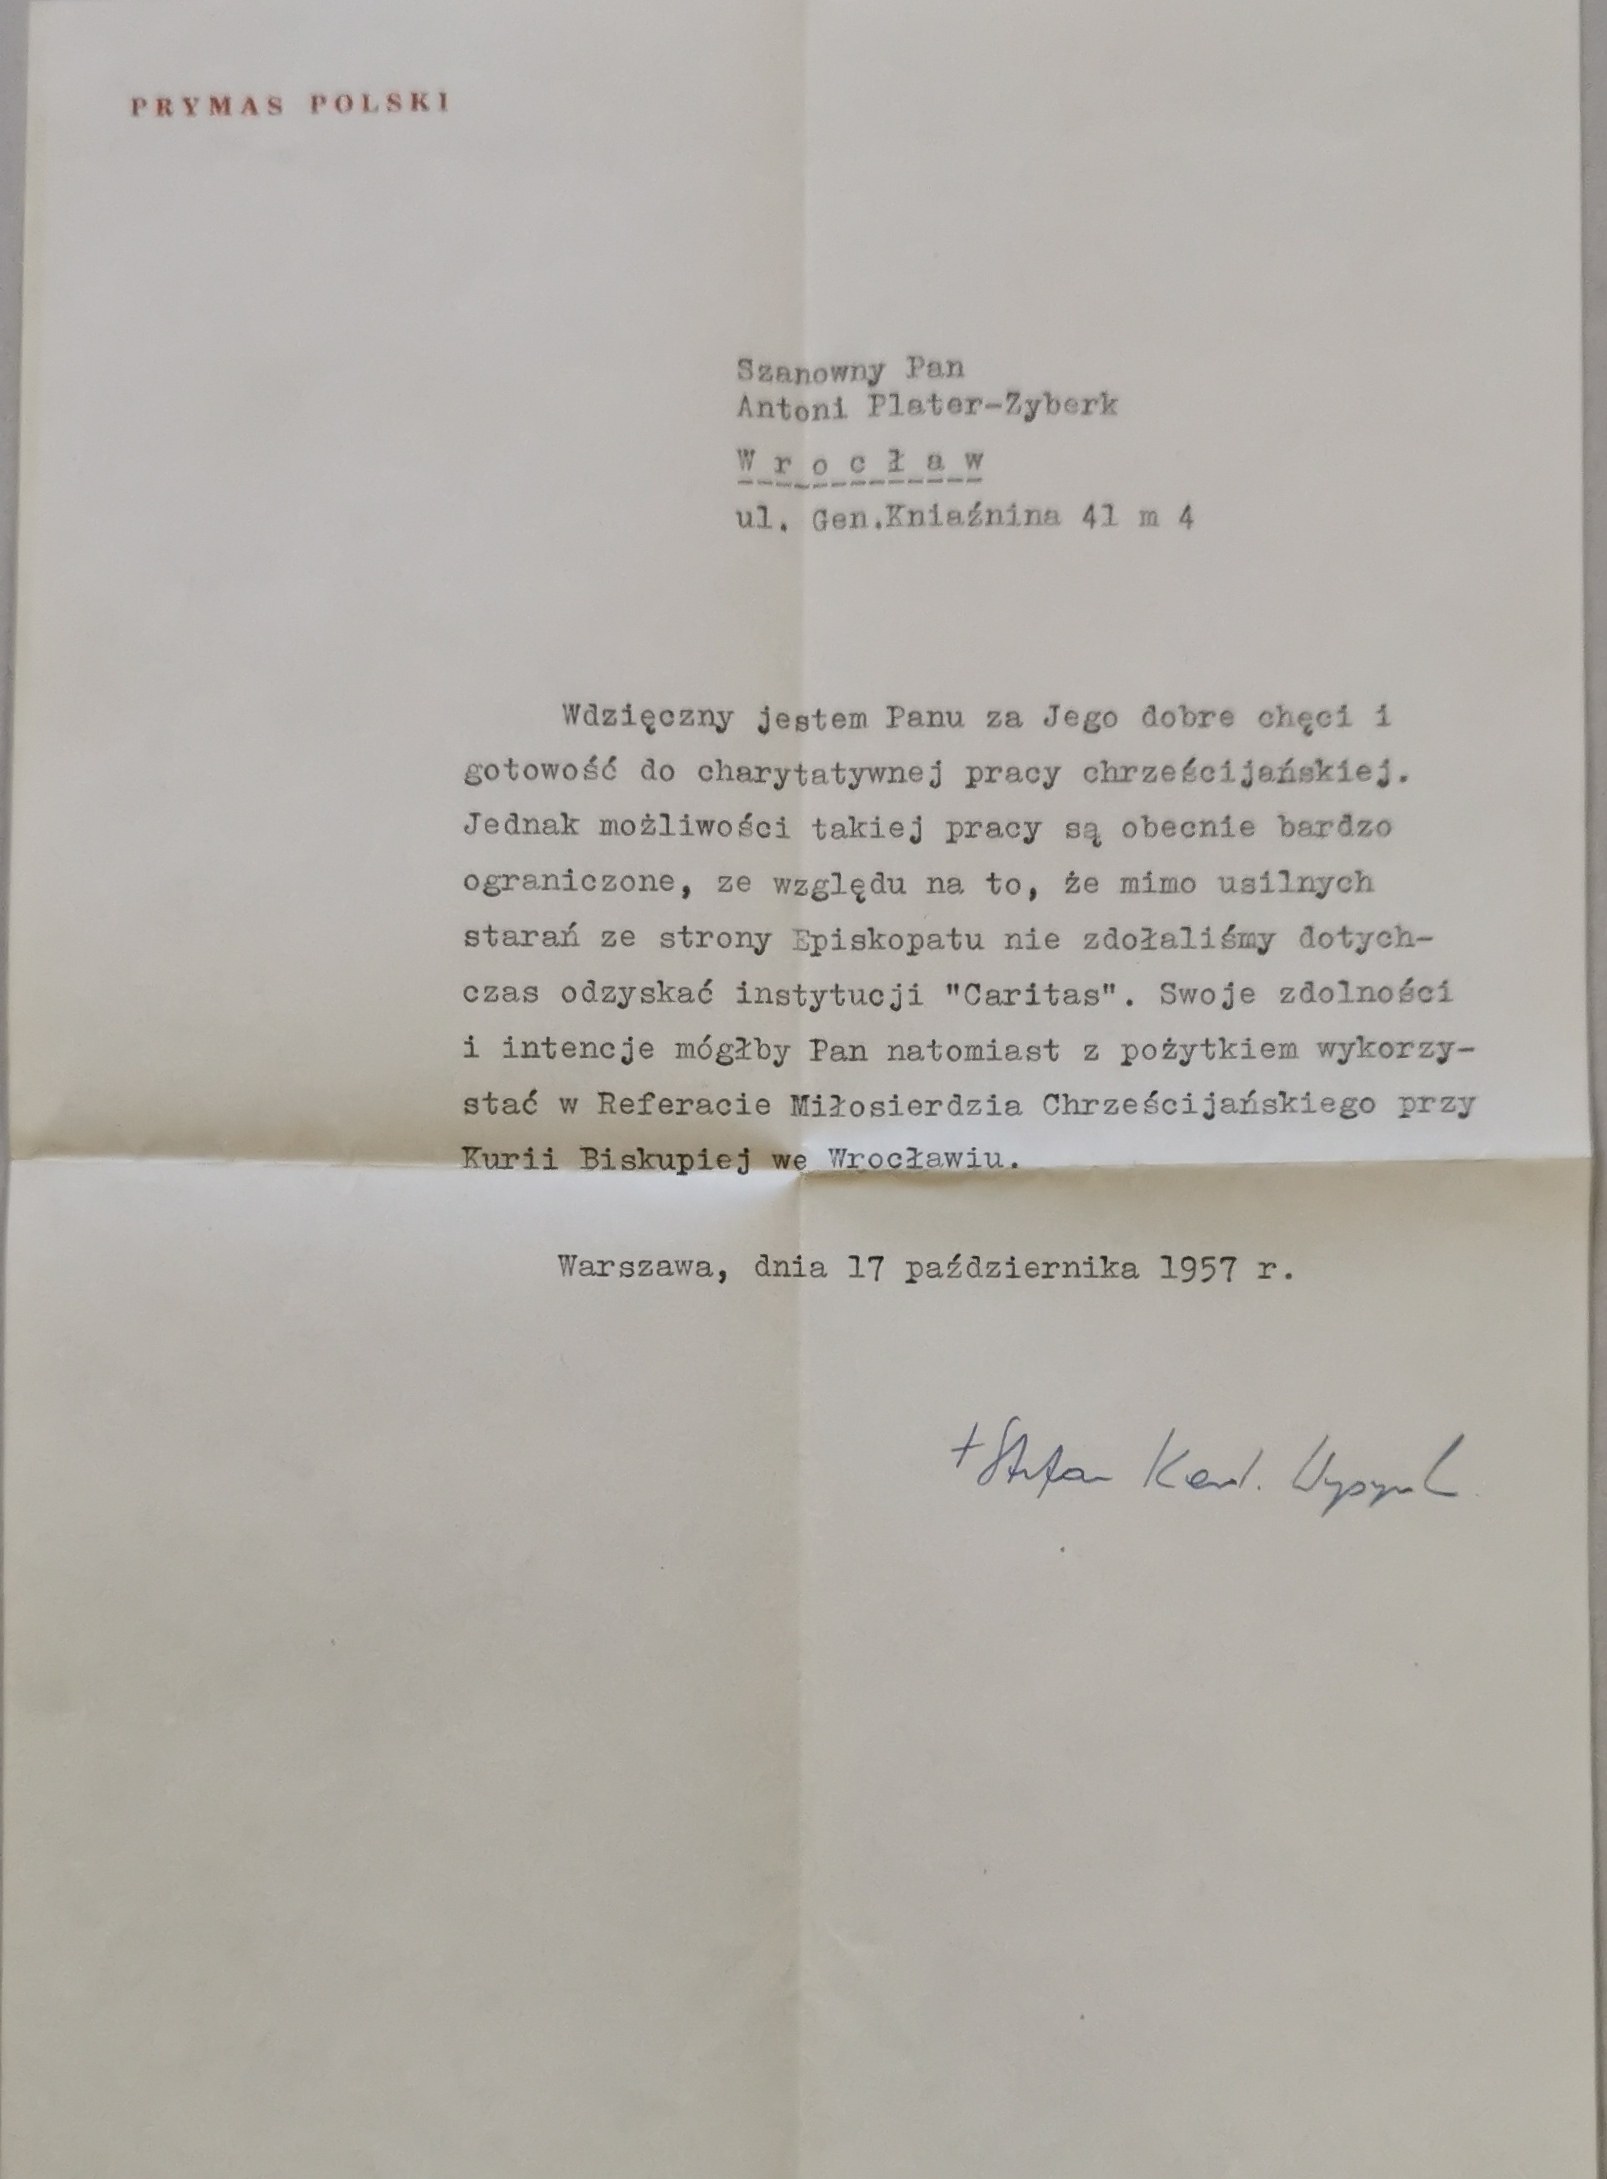 PRYMAS POLSKI
Szanowny Pan
Antoni Plater-Zyberk
W r o c ł a w
ul. Gen.Kniaźnina 41 m 4
Wdzięczny jestem Panu za Jego dobre chęci i
gotowość do charytatywnej pracy chrześcijańskiej.
Jednak możliwości takiej pracy są obecnie bardzo
ograniczone, ze względu na to, że mimo usilnych
starań ze strony Episkopatu nie zdołaliśmy dotych-
czas odzyskać instytucji "Caritas". Swoje zdolności
i intencje mógłby Pan natomiast z pożytkiem wykorzy-
stać w Referacie Miłosierdzia Chrześcijańskiego przy
Kurii Biskupiej we Wrocławiu.
Warszawa, dnia 17 października 1957 r.
+ Stefan Kard.